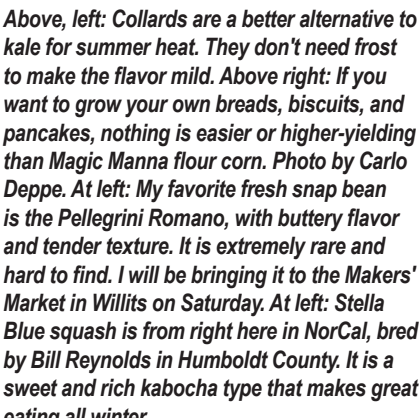 Above, left: Collards are a better alternative to
kale for summer heat. They don't need frost
to make the flavor mild. Above right: If you
want to grow your own breads, biscuits, and
pancakes, nothing is easier or higher-yielding
than Magic Manna flour corn. Photo by Carlo
Deppe. At left: My favorite fresh snap bean
is the Pellegrini Romano, with buttery flavor
and tender texture. It is extremely rare and
hard to find. I will be bringing it to the Makers'
Market in Willits on Saturday. At left: Stella
Blue squash is from right here in NorCal, bred
by Bill Reynolds in Humboldt County. It is a
sweet and rich kabocha type that makes great
eating all winter.